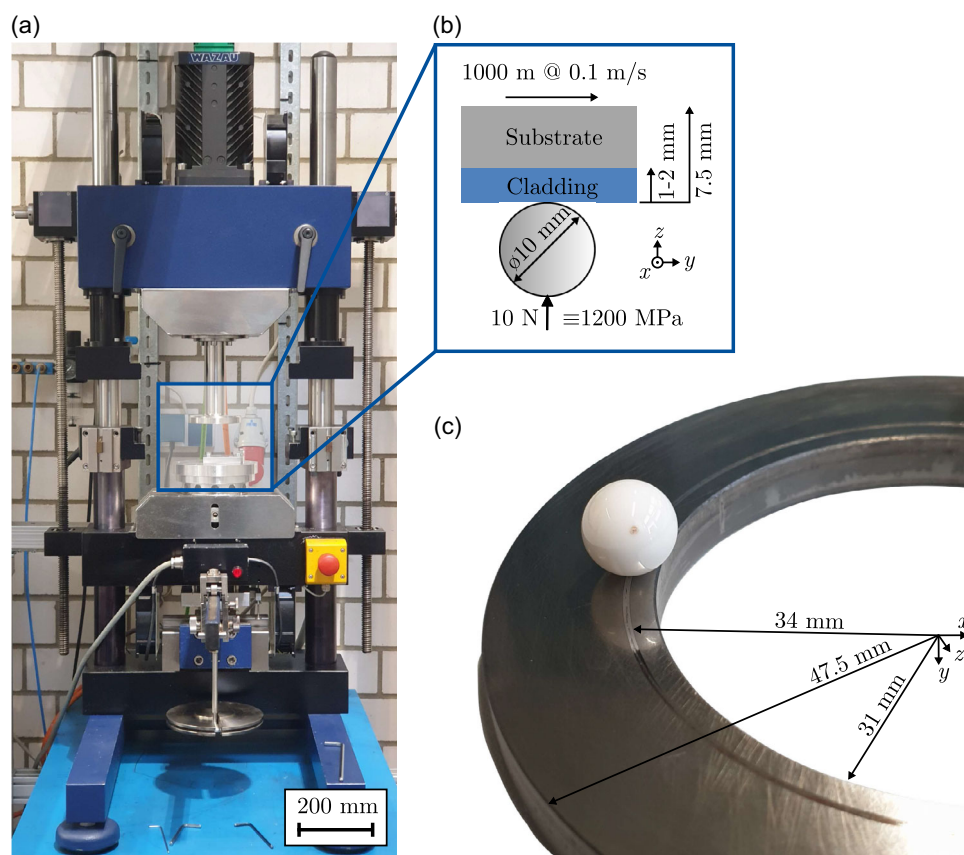 (a)
WAZAU
200 mm
(b)
1000 m @ 0.1 m/s
Substrate
Cladding
1-2 mm
7.5 mm
ø10 mm
z
x
y
10 N ≡1200 MPa
(c)
34 mm
47.5 mm
31 mm
x
z
y